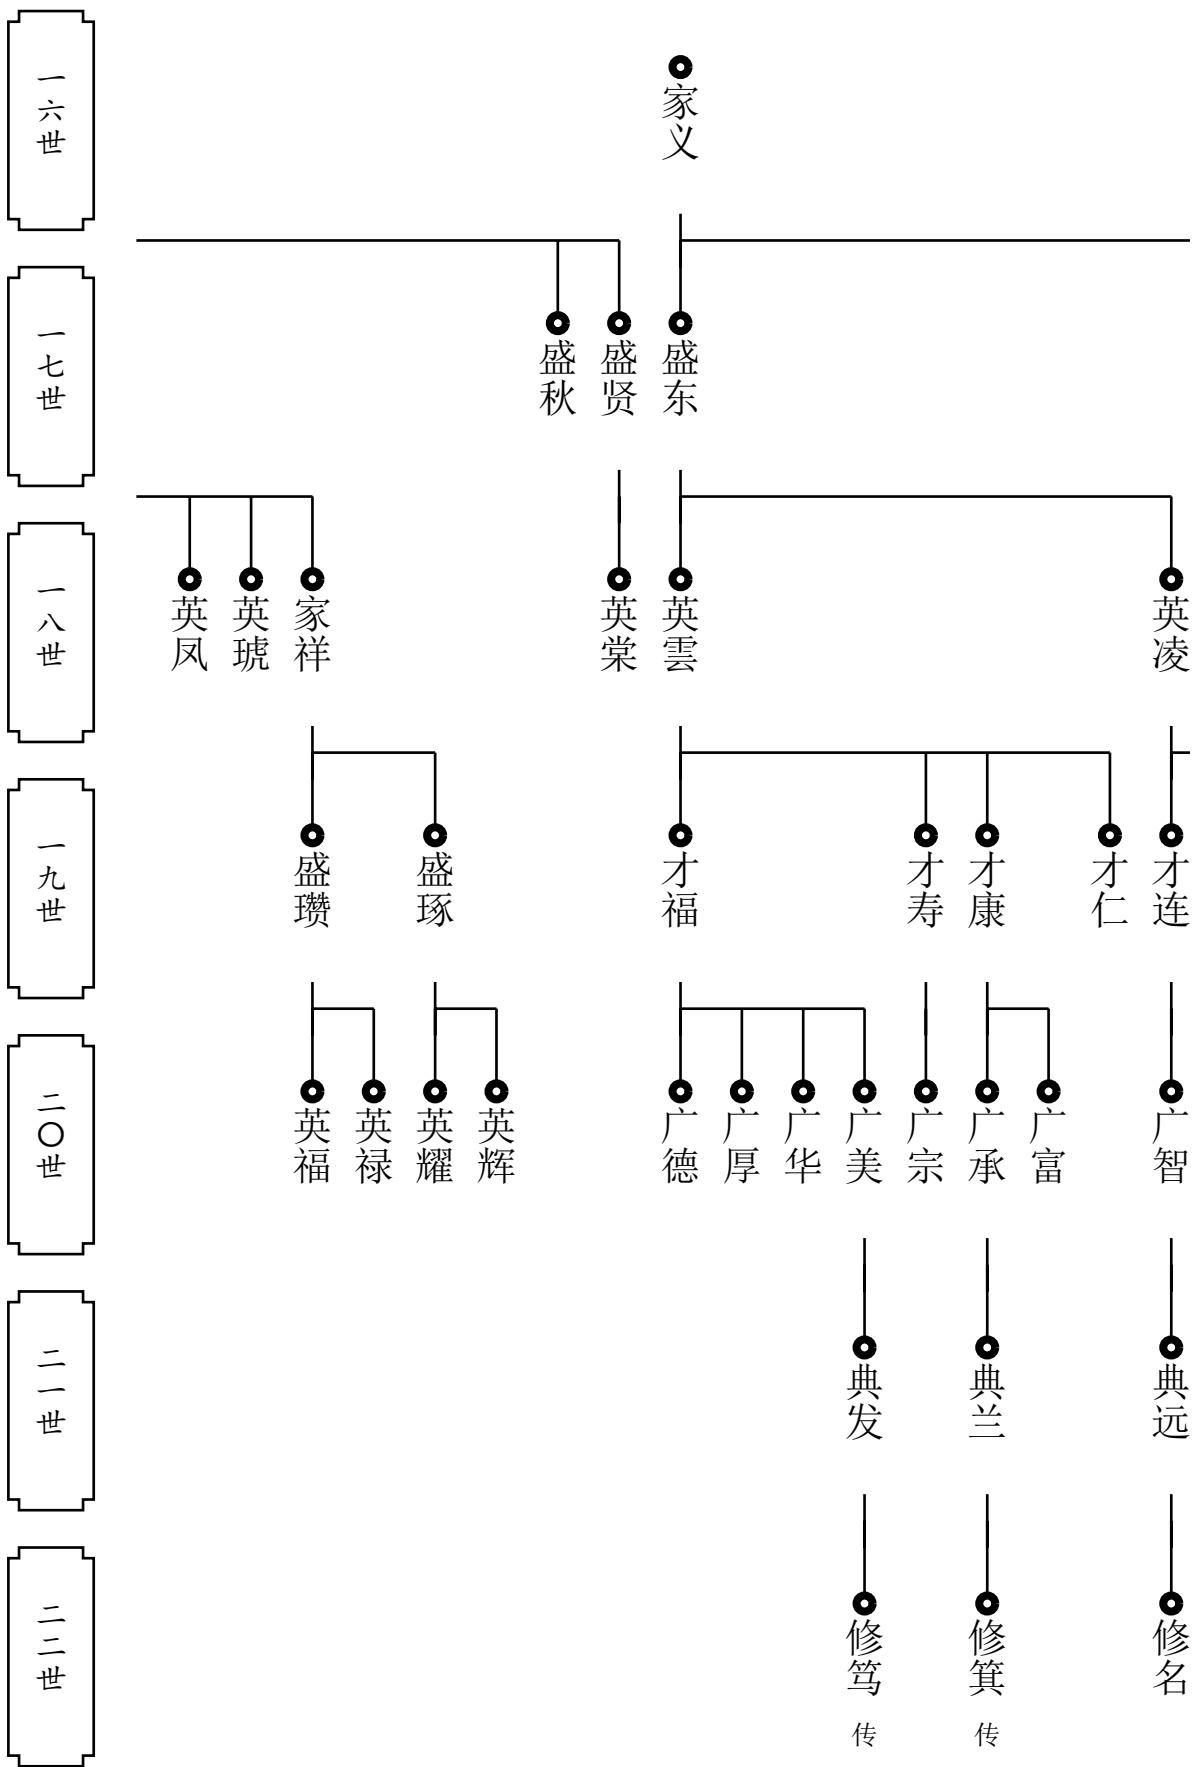 一六世
家义
一七世
盛秋
盛贤
盛东
一八世
英凤
英琥
家祥
英棠
英雲
英凌
一九世
盛瓒
盛琢
才福
才寿
才康
才仁
才连
二〇世
英福
英禄
英耀
英辉
广德
广厚
广华
广美
广宗
广承
广富
广智
二一世
典发
典兰
典远
二二世
修笃
传
修箕
传
修名